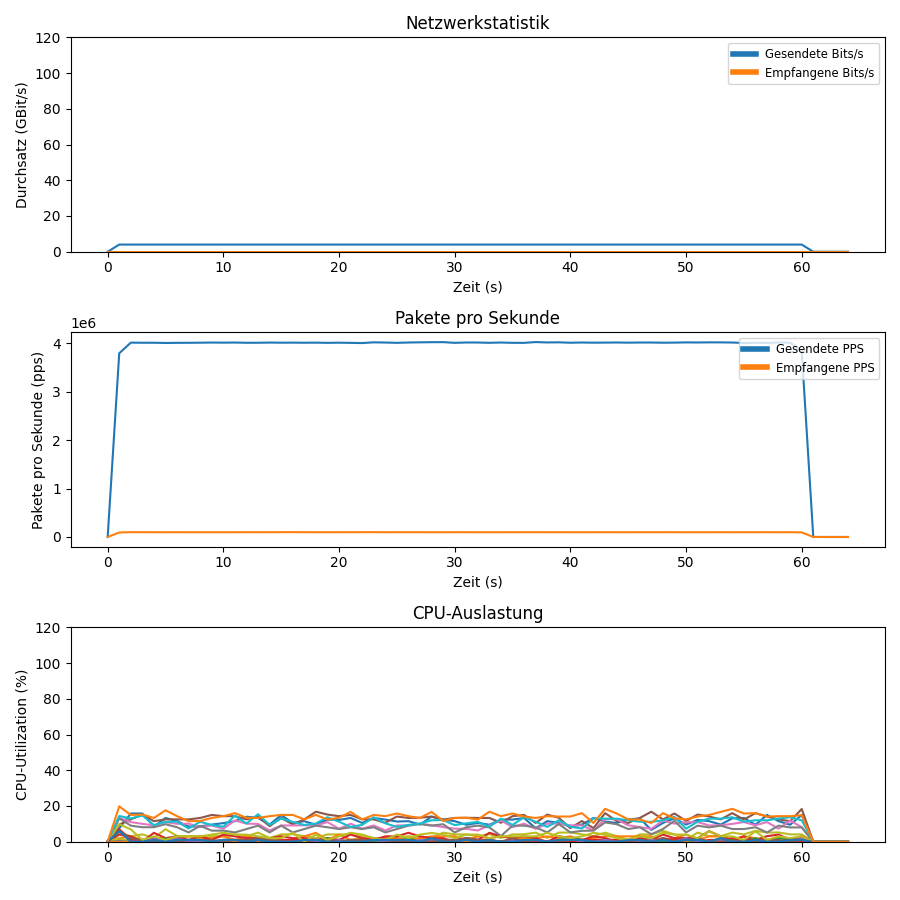 Netzwerkstatistik
120
100
80
60
40
20
0
Durchsatz (GBit/s)
Gesendete Bits/s
Empfangene Bits/s
0 10 20 30 40 50 60
Zeit (s)
Pakete pro Sekunde
1e6
4
3
2
1
0
Pakete pro Sekunde (pps)
Gesendete PPS
Empfangene PPS
0 10 20 30 40 50 60
Zeit (s)
CPU-Auslastung
120
100
80
60
40
20
0
CPU-Utilization (%)
0 10 20 30 40 50 60
Zeit (s)